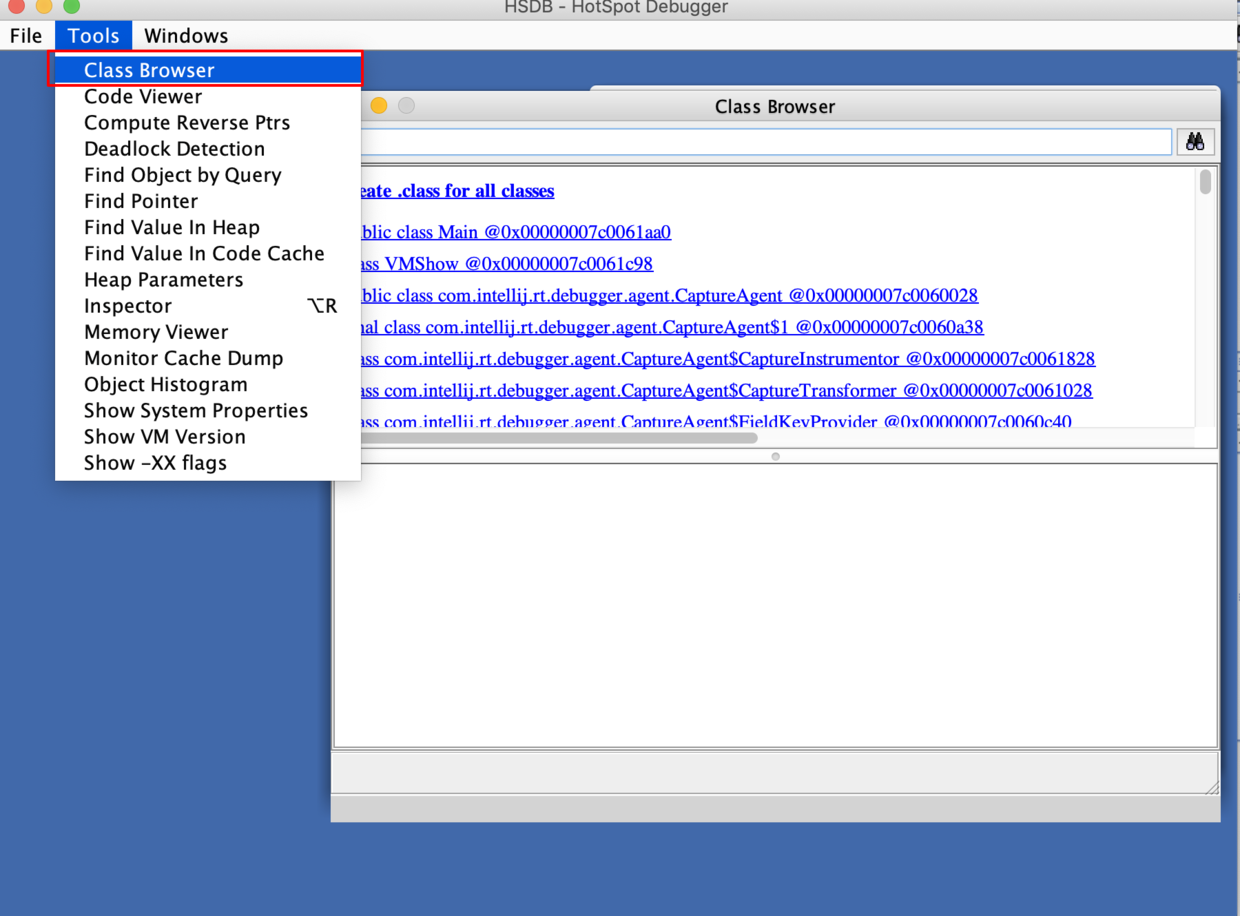 HSDB - HotSpot Debugger
File Tools Windows
Class Browser
Code Viewer
Compute Reverse Ptrs
Deadlock Detection
Find Object by Query
Find Pointer
Find Value In Heap
Find Value In Code Cache
Heap Parameters
Inspector ⌥R
Memory Viewer
Monitor Cache Dump
Object Histogram
Show System Properties
Show VM Version
Show -XX flags
Class Browser
eate .class for all classes
blic class Main @0x00000007c0061aa0
ass VMShow @0x00000007c0061c98
blic class com.intellij.rt.debugger.agent.CaptureAgent @0x00000007c0060028
nal class com.intellij.rt.debugger.agent.CaptureAgent$1 @0x00000007c0060a38
ass com.intellij.rt.debugger.agent.CaptureAgent$CaptureInstrumentor @0x00000007c0061828
ass com.intellij.rt.debugger.agent.CaptureAgent$CaptureTransformer @0x00000007c0061028
ass com.intellij.rt.debugger.agent.CaptureAgent$FieldKeyProvider @0x00000007c0060c40